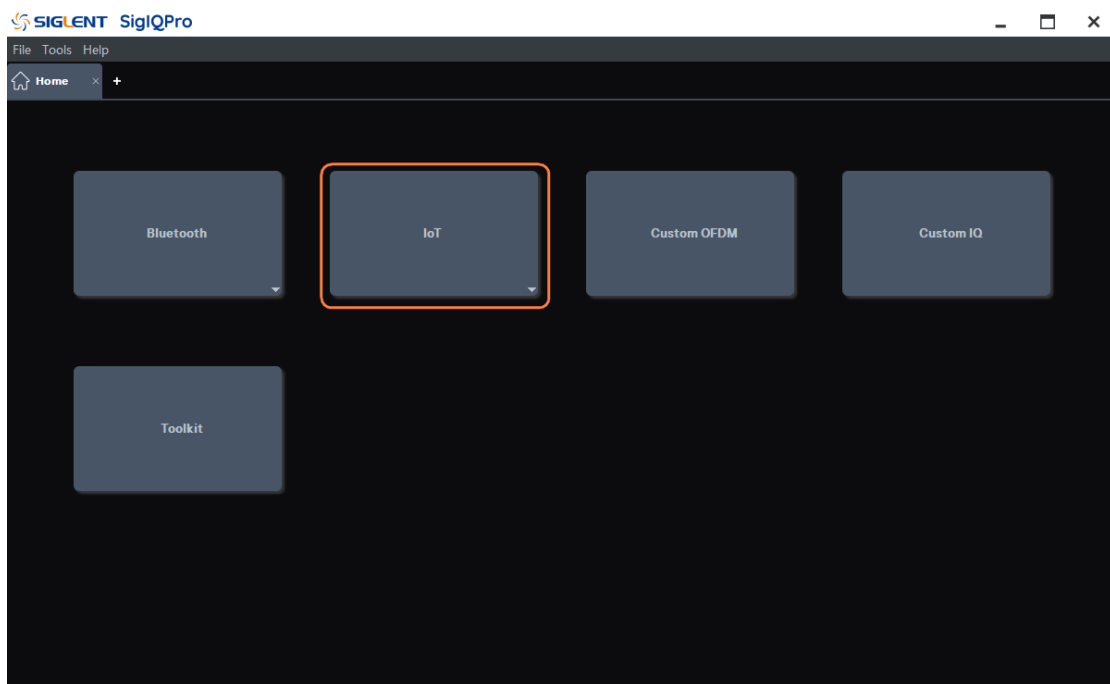 SIGLENT SigIQPro
File Tools Help
Home
Bluetooth
IoT
Custom OFDM
Custom IQ
Toolkit